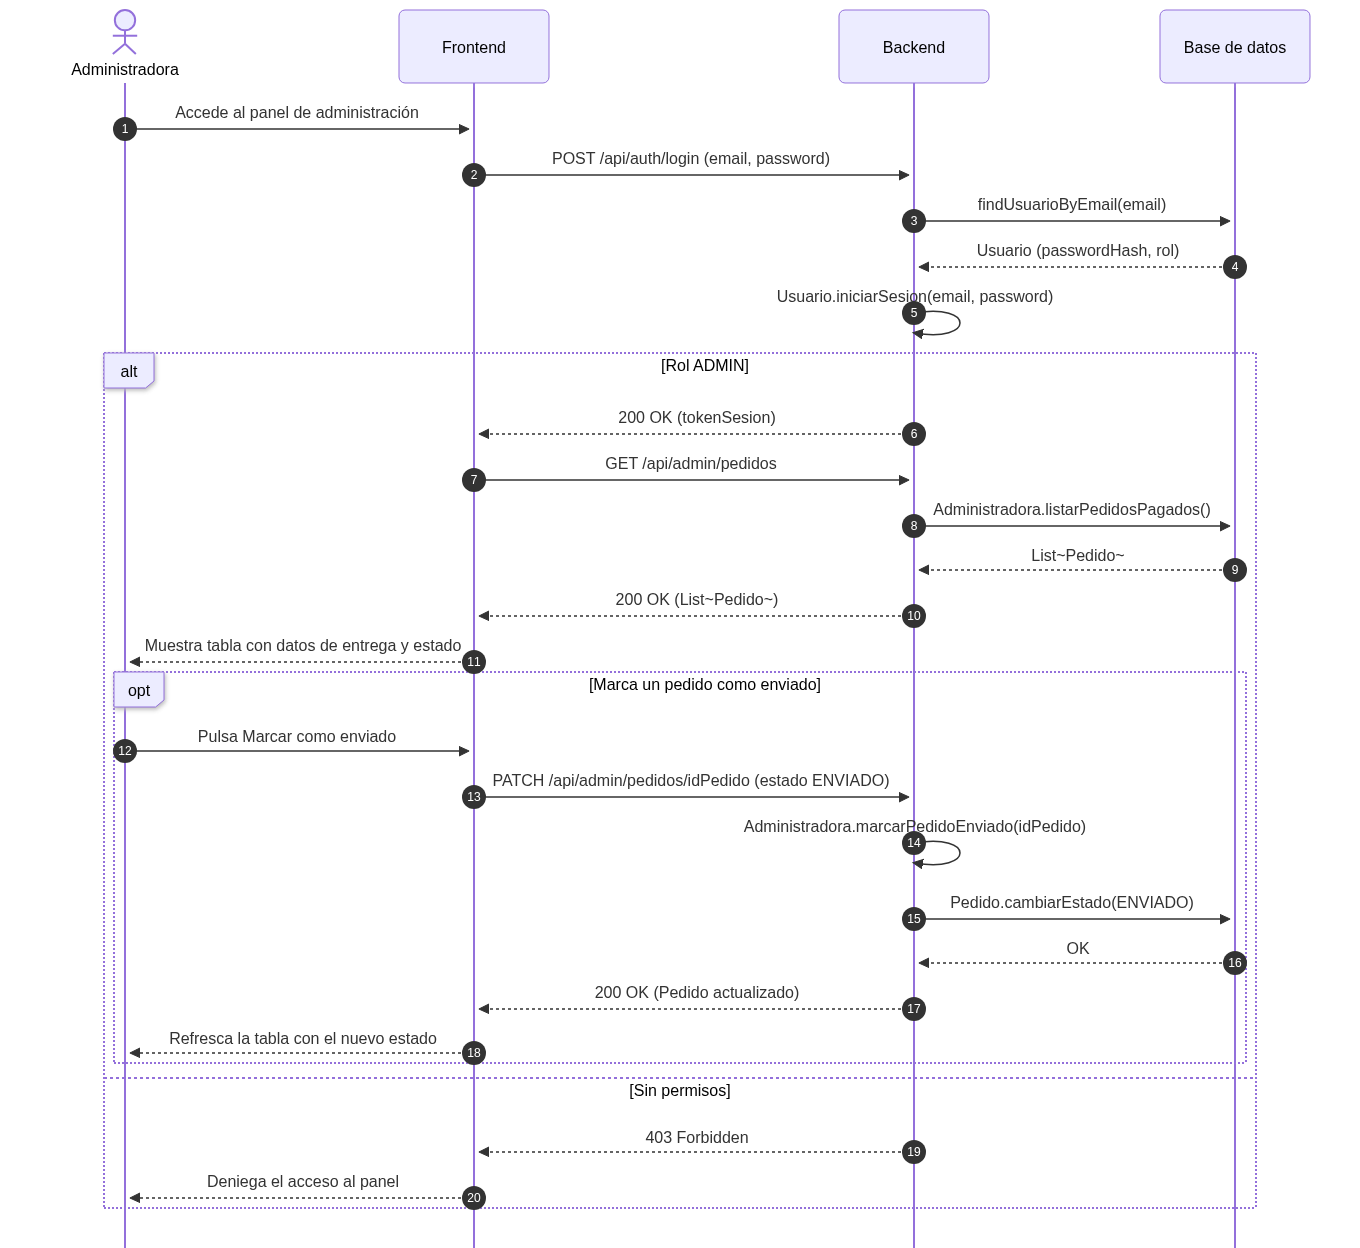 Administradora
Frontend
Backend
Base de datos
Accede al panel de administración
1
POST /api/auth/login (email, password)
2
findUsuarioByEmail(email)
3
Usuario (passwordHash, rol)
4
Usuario.iniciarSesion(email, password)
5
alt
[Rol ADMIN]
200 OK (tokenSesion)
6
GET /api/admin/pedidos
7
Administradora.listarPedidosPagados()
8
List~Pedido~
9
200 OK (List~Pedido~)
10
Muestra tabla con datos de entrega y estado
11
opt
[Marca un pedido como enviado]
Pulsa Marcar como enviado
12
PATCH /api/admin/pedidos/idPedido (estado ENVIADO)
13
Administradora.marcarPedidoEnviado(idPedido)
14
Pedido.cambiarEstado(ENVIADO)
15
OK
16
200 OK (Pedido actualizado)
17
Refresca la tabla con el nuevo estado
18
[Sin permisos]
403 Forbidden
19
Deniega el acceso al panel
20